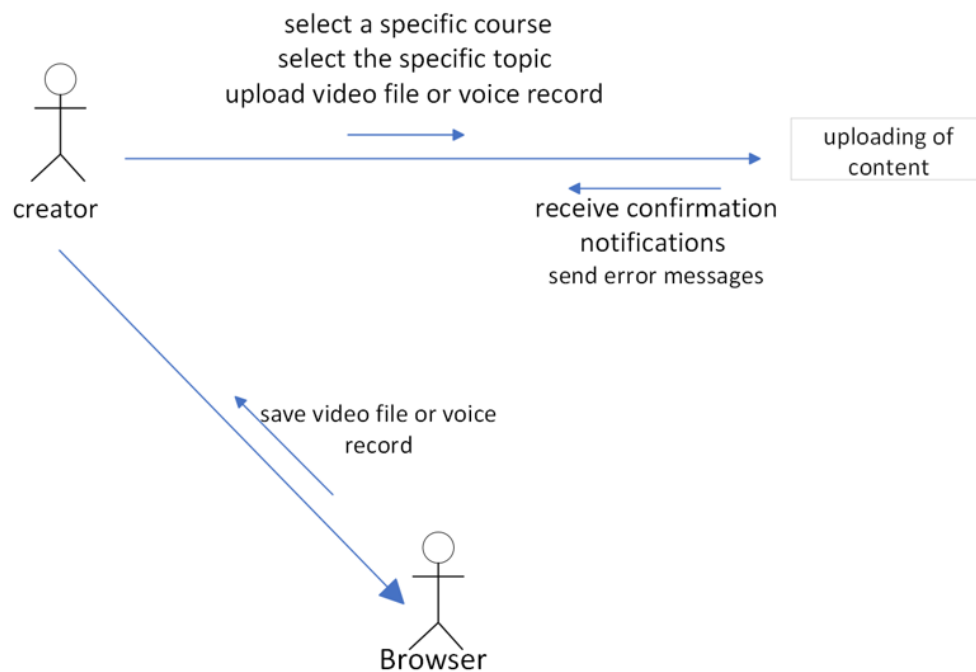 select a specific course
select the specific topic
upload video file or voice record
uploading of
content
creator
receive confirmation
notifications
send error messages
save video file or voice
record
Browser